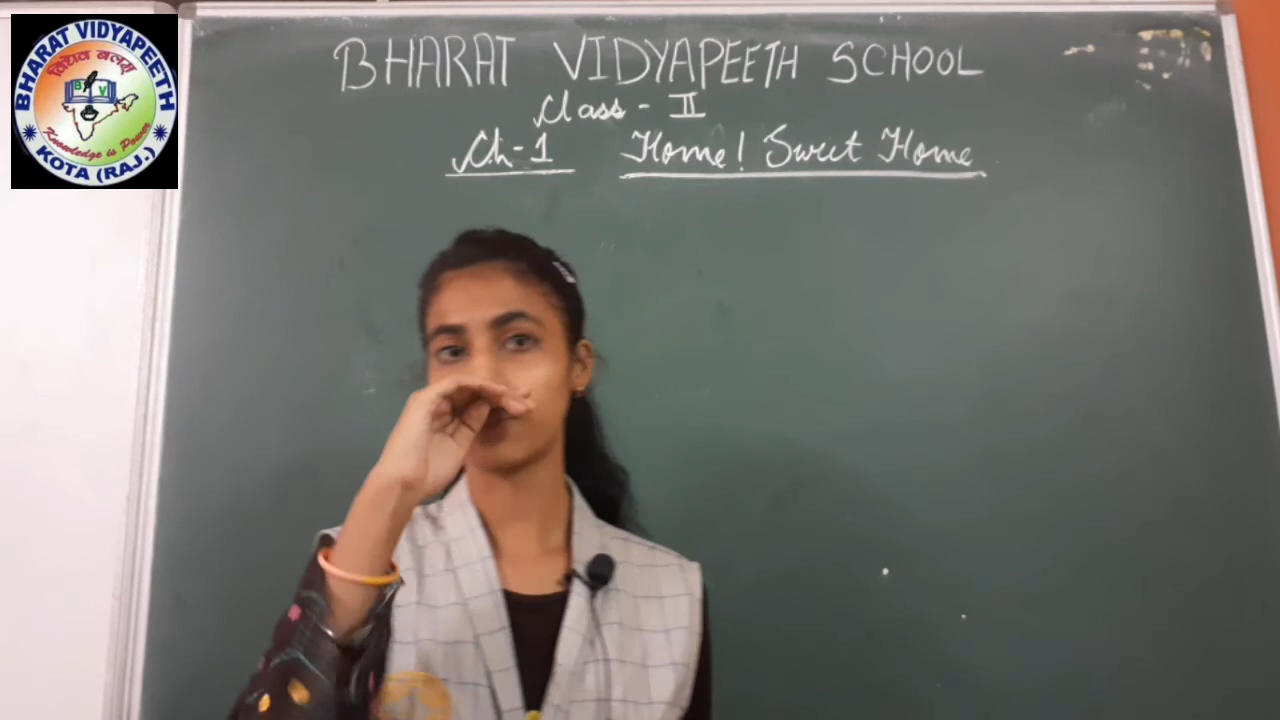 BHARAT VIDYAPEETH
B V
Knowledge is Power
KOTA (RAJ.)
BHARAT VIDYAPEETH SCHOOL
Class - II
Ch-1 Home! Sweet Home